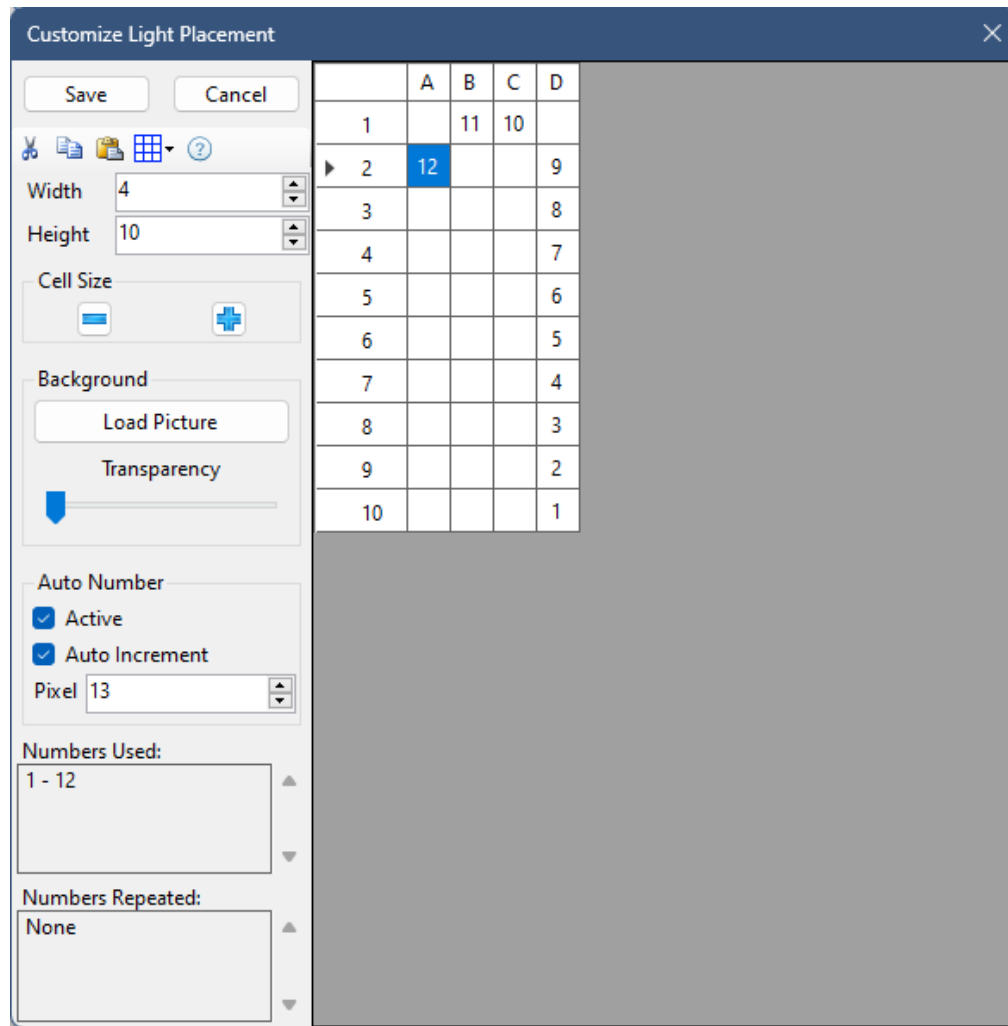 Customize Light Placement
Save Cancel
Width 4
Height 10
Cell Size
Background
Load Picture
Transparency
Auto Number
Active
Auto Increment
Pixel 13
Numbers Used:
1 - 12
Numbers Repeated:
None
A B C D
1 11 10
2 12 9
3 8
4 7
5 6
6 5
7 4
8 3
9 2
10 1